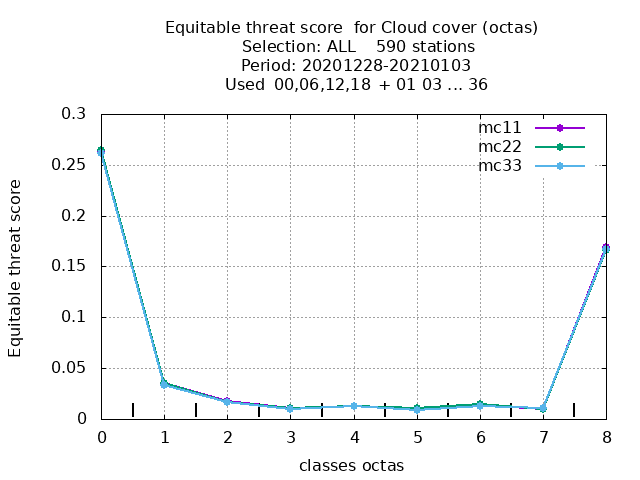 Equitable threat score  for Cloud cover (octas)
Selection: ALL    590 stations
Period: 20201228-20210103
Used  00,06,12,18  + 01 03 ... 36
mc11
mc22
mc33
0.3
0.25
0.2
0.15
0.1
0.05
0
Equitable threat score
0 1 2 3 4 5 6 7 8
classes octas